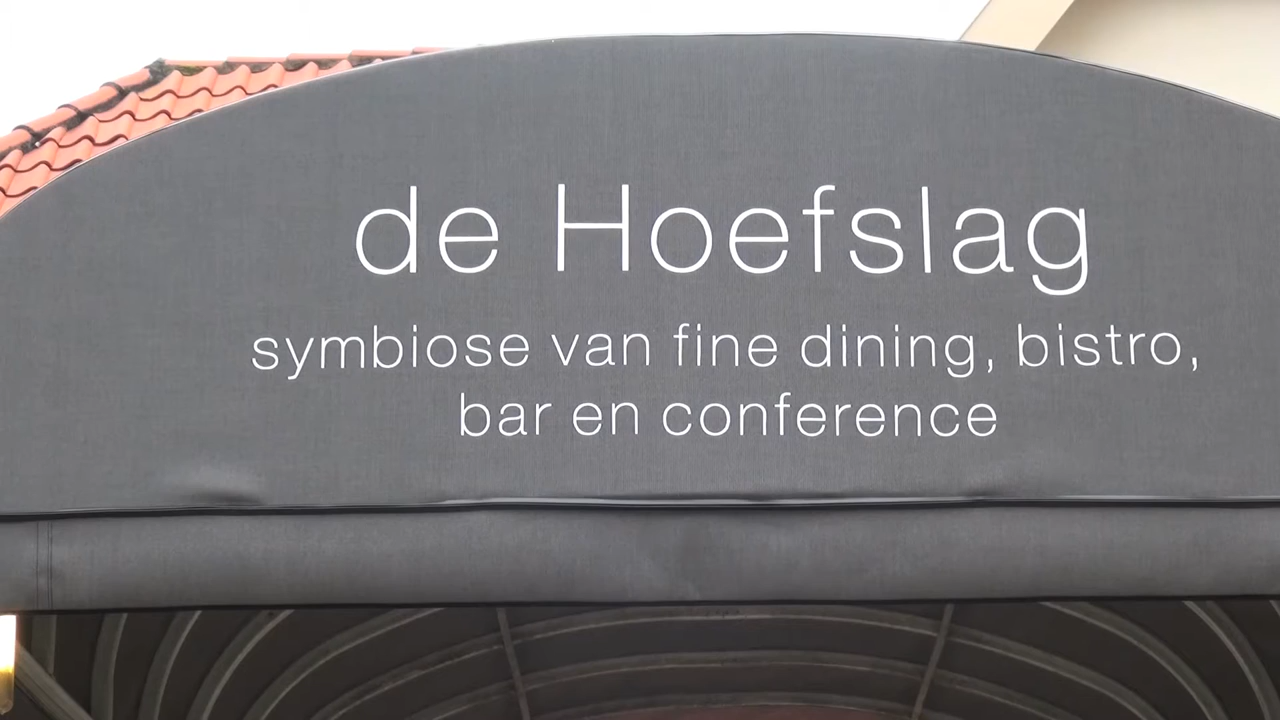 de Hoefslag
symbiose van fine dining, bistro,
bar en conference